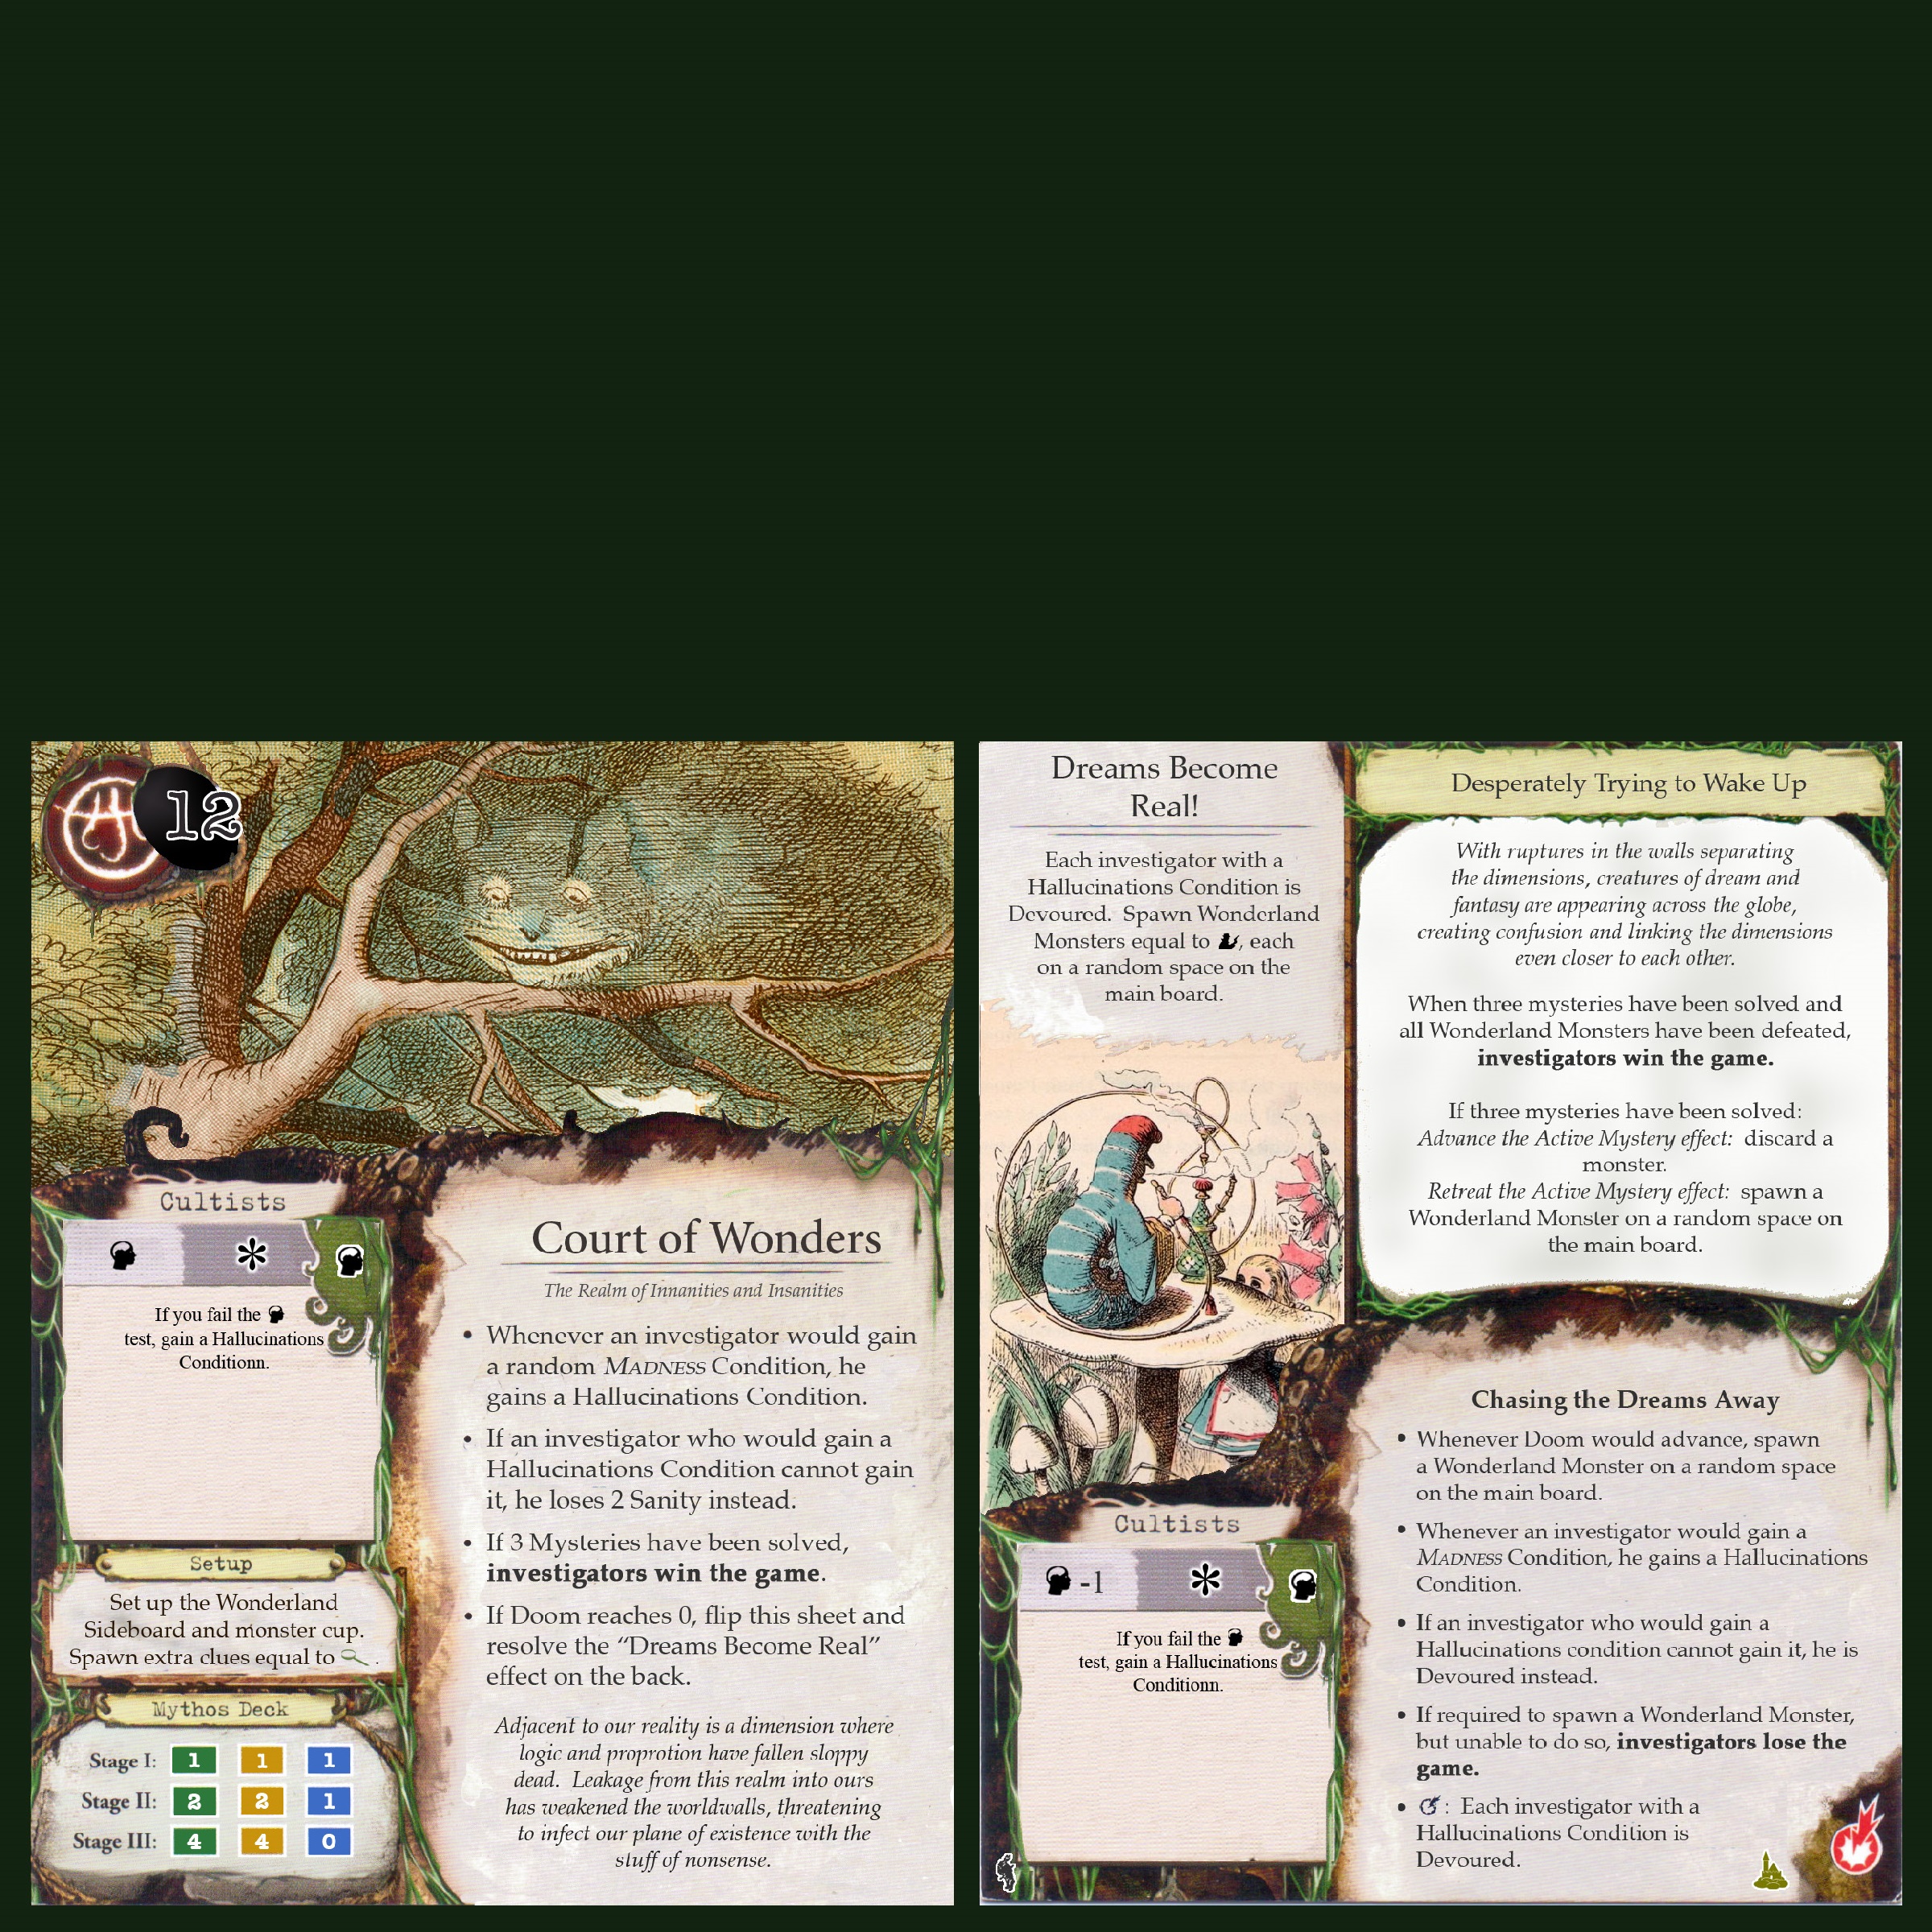 12
Cultists
If you fail the
test, gain a Hallucinations
Conditionn.
Setup
Set up the Wonderland
Sideboard and monster cup.
Spawn extra clues equal to .
Mythos Deck
Stage I: 1 1 1
Stage II: 2 2 1
Stage III: 4 4 0
Court of Wonders
The Realm of Innanities and Insanities
• Whenever an investigator would gain
a random MADNESS Condition, he
gains a Hallucinations Condition.
• If an investigator who would gain a
Hallucinations Condition cannot gain
it, he loses 2 Sanity instead.
• If 3 Mysteries have been solved,
investigators win the game.
• If Doom reaches 0, flip this sheet and
resolve the “Dreams Become Real”
effect on the back.
Adjacent to our reality is a dimension where
logic and proprotion have fallen sloppy
dead. Leakage from this realm into ours
has weakened the worldwalls, threatening
to infect our plane of existence with the
stuff of nonsense.
Dreams Become
Real!
Each investigator with a
Hallucinations Condition is
Devoured. Spawn Wonderland
Monsters equal to , each
on a random space on the
main board.
Cultists
-1
If you fail the
test, gain a Hallucinations
Conditionn.
Desperately Trying to Wake Up
With ruptures in the walls separating
the dimensions, creatures of dream and
fantasy are appearing across the globe,
creating confusion and linking the dimensions
even closer to each other.
When three mysteries have been solved and
all Wonderland Monsters have been defeated,
investigators win the game.
If three mysteries have been solved:
Advance the Active Mystery effect: discard a
monster.
Retreat the Active Mystery effect: spawn a
Wonderland Monster on a random space on
the main board.
Chasing the Dreams Away
• Whenever Doom would advance, spawn
a Wonderland Monster on a random space
on the main board.
• Whenever an investigator would gain a
MADNESS Condition, he gains a Hallucinations
Condition.
• If an investigator who would gain a
Hallucinations condition cannot gain it, he is
Devoured instead.
• If required to spawn a Wonderland Monster,
but unable to do so, investigators lose the
game.
• : Each investigator with a
Hallucinations Condition is
Devoured.